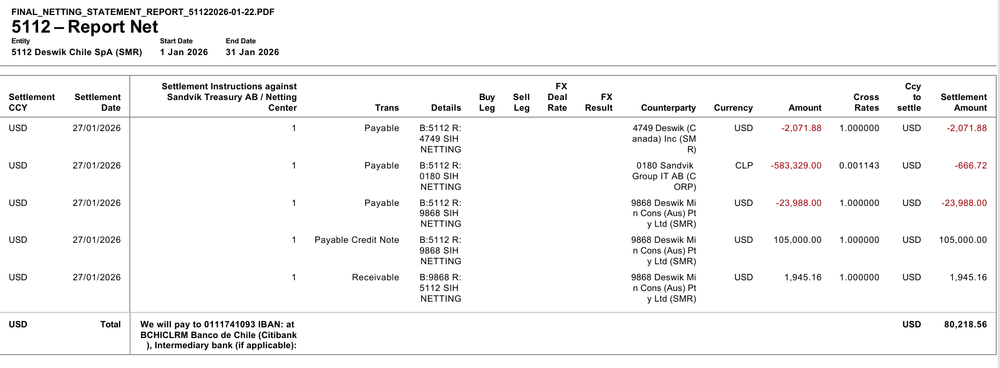 FINAL_NETTING_STATEMENT_REPORT_51122026-01-22.PDF
5112 – Report Net
Entity Start Date End Date
5112 Deswik Chile SpA (SMR) 1 Jan 2026 31 Jan 2026
Settlement Instructions against FX Ccy
Settlement Settlement Sandvik Treasury AB / Netting Buy Sell Deal FX Cross to Settlement
CCY Date Center Trans Details Leg Leg Rate Result Counterparty Currency Amount Rates settle Amount
USD 27/01/2026 1 Payable B:5112 R: 4749 Deswik (C USD -2,071.88 1.000000 USD -2,071.88
4749 SIH anada) Inc (SM
NETTING R)
USD 27/01/2026 1 Payable B:5112 R: 0180 Sandvik CLP -583,329.00 0.001143 USD -666.72
0180 SIH Group IT AB (C
NETTING ORP)
USD 27/01/2026 1 Payable B:5112 R: 9868 Deswik Mi USD -23,988.00 1.000000 USD -23,988.00
9868 SIH n Cons (Aus) Pt
NETTING y Ltd (SMR)
USD 27/01/2026 1 Payable Credit Note B:5112 R: 9868 Deswik Mi USD 105,000.00 1.000000 USD 105,000.00
9868 SIH n Cons (Aus) Pt
NETTING y Ltd (SMR)
USD 27/01/2026 1 Receivable B:9868 R: 9868 Deswik Mi USD 1,945.16 1.000000 USD 1,945.16
5112 SIH n Cons (Aus) Pt
NETTING y Ltd (SMR)
USD Total We will pay to 0111741093 IBAN: at USD 80,218.56
BCHICLRM Banco de Chile (Citibank
), Intermediary bank (if applicable):